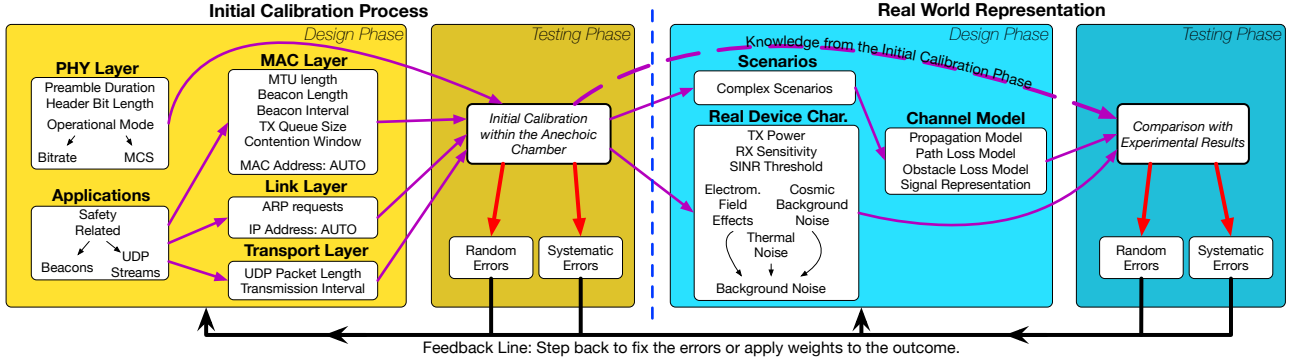 Initial Calibration Process
Design Phase
PHY Layer
Preamble Duration
Header Bit Length
Operational Mode
Bitrate
MCS
Applications
Safety
Related
Beacons
UDP
Streams
MAC Layer
MTU length
Beacon Length
Beacon Interval
TX Queue Size
Contention Window
MAC Address: AUTO
Link Layer
ARP requests
IP Address: AUTO
Transport Layer
UDP Packet Length
Transmission Interval
Testing Phase
Initial Calibration
within the Anechoic
Chamber
Random
Errors
Systematic
Errors
Real World Representation
Design Phase
Knowledge from the Initial Calibration Phase
Scenarios
Complex Scenarios
Real Device Char.
TX Power
RX Sensitivity
SINR Threshold
Electrom.
Field
Effects
Cosmic
Background
Noise
Thermal
Noise
Background Noise
Channel Model
Propagation Model
Path Loss Model
Obstacle Loss Model
Signal Representation
Testing Phase
Comparison with
Experimental Results
Random
Errors
Systematic
Errors
Feedback Line: Step back to fix the errors or apply weights to the outcome.